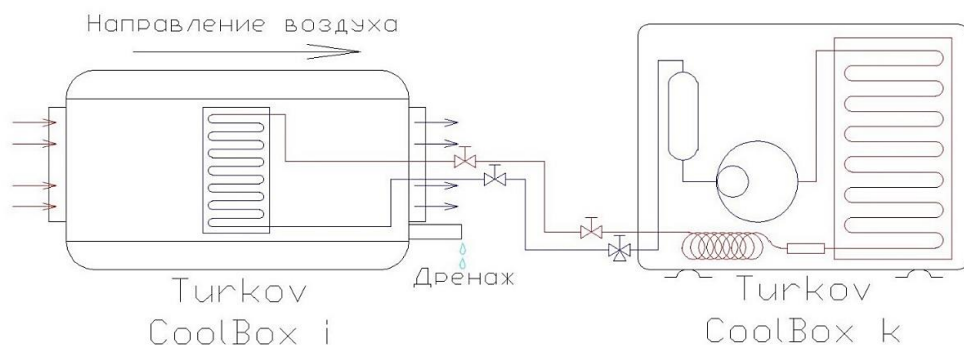 Направление воздуха
Дренаж
Turkov
CoolBox i
Turkov
CoolBox k